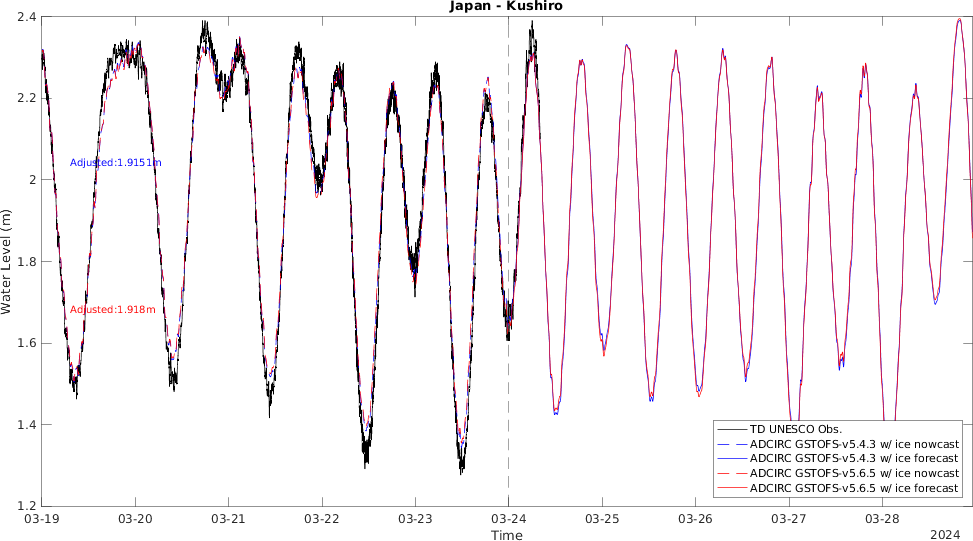 Japan - Kushiro
2.4
2.2
2
1.8
1.6
1.4
1.2
Water Level (m)
Adjusted:1.9151m
Adjusted:1.918m
TD UNESCO Obs.
ADCIRC GSTOFS-v5.4.3 w/ ice nowcast
ADCIRC GSTOFS-v5.4.3 w/ ice forecast
ADCIRC GSTOFS-v5.6.5 w/ ice nowcast
ADCIRC GSTOFS-v5.6.5 w/ ice forecast
03-19 03-20 03-21 03-22 03-23 03-24 03-25 03-26 03-27 03-28
Time
2024